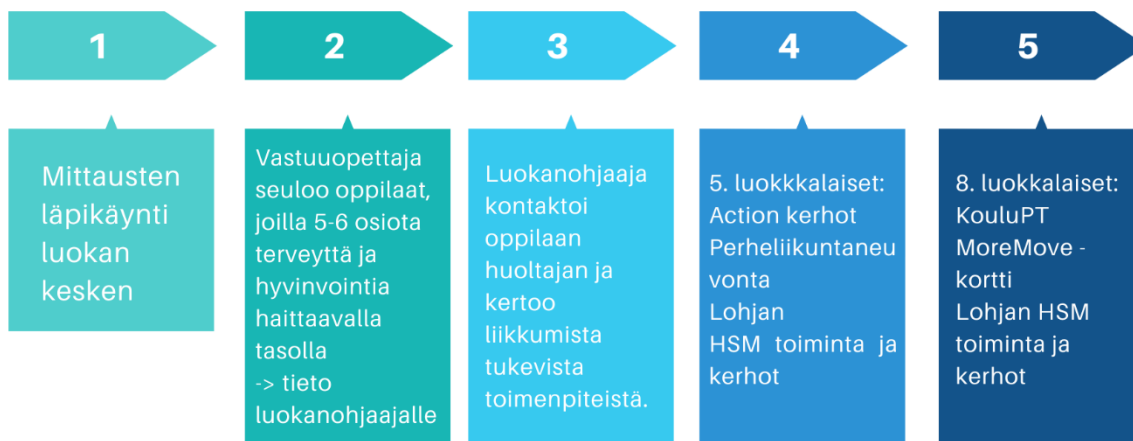 1
Mittausten
läpikäynti
luokan
kesken
2
Vastuuopettaja
seuloo oppilaat,
joilla 5-6 osiota
terveyttä ja
hyvinvointia
haittaavalla
tasolla
-> tieto
luokanohjaajalle
3
Luokanohjaaja
kontaktoi
oppilaan
huoltajan ja
kertoo
liikkumista
tukevista
toimenpiteistä.
4
5. luokkkalaiset:
Action kerhot
Perheliikuntaneu
vonta
Lohjan
HSM toiminta ja
kerhot
5
8. luokkalaiset:
KouluPT
MoreMove -
kortti
Lohjan HSM
toiminta ja
kerhot